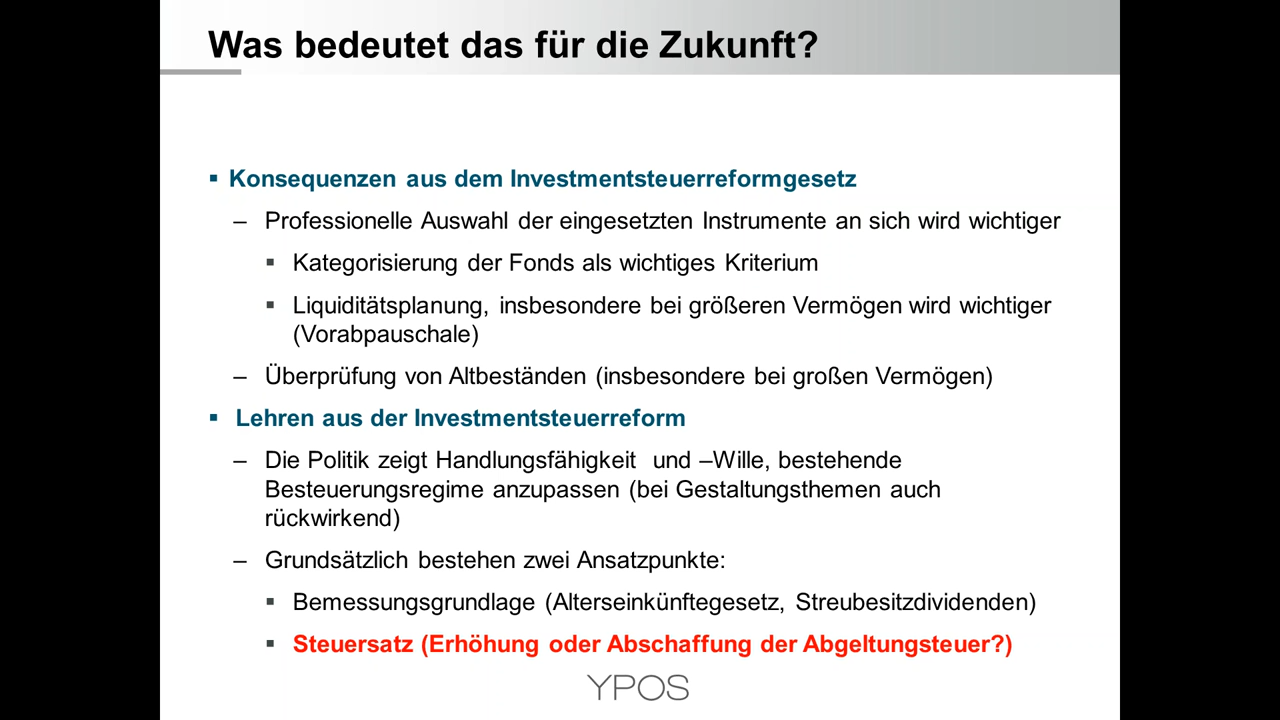 Was bedeutet das für die Zukunft?
▪ Konsequenzen aus dem Investmentsteuerreformgesetz
– Professionelle Auswahl der eingesetzten Instrumente an sich wird wichtiger
▪ Kategorisierung der Fonds als wichtiges Kriterium
▪ Liquiditätsplanung, insbesondere bei größeren Vermögen wird wichtiger
(Vorabpauschale)
– Überprüfung von Altbeständen (insbesondere bei großen Vermögen)
▪ Lehren aus der Investmentsteuerreform
– Die Politik zeigt Handlungsfähigkeit und –Wille, bestehende
Besteuerungsregime anzupassen (bei Gestaltungsthemen auch
rückwirkend)
– Grundsätzlich bestehen zwei Ansatzpunkte:
▪ Bemessungsgrundlage (Alterseinkünftegesetz, Streubesitzdividenden)
▪ Steuersatz (Erhöhung oder Abschaffung der Abgeltungsteuer?)
YPOS